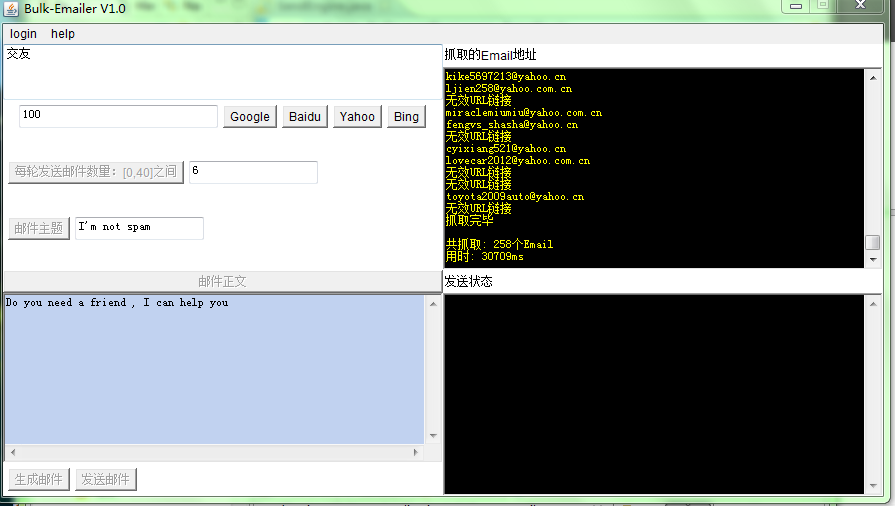 Bulk-Emailer V1.0
login help
交友
100
Google Baidu Yahoo Bing
每轮发送邮件数量：[0,40]之间
6
邮件主题
I'm not spam
邮件正文
Do you need a friend , I can help you
生成邮件 发送邮件
抓取的Email地址
kike5697213@yahoo.cn
ljien258@yahoo.com.cn
无效URL链接
miraclemiumiu@yahoo.com.cn
fengvs_shasha@yahoo.cn
无效URL链接
cyixiang521@yahoo.cn
lovecar2012@yahoo.com.cn
无效URL链接
无效URL链接
toyota2009auto@yahoo.cn
无效URL链接
抓取完毕
共抓取: 258个Email
用时: 30709ms
发送状态